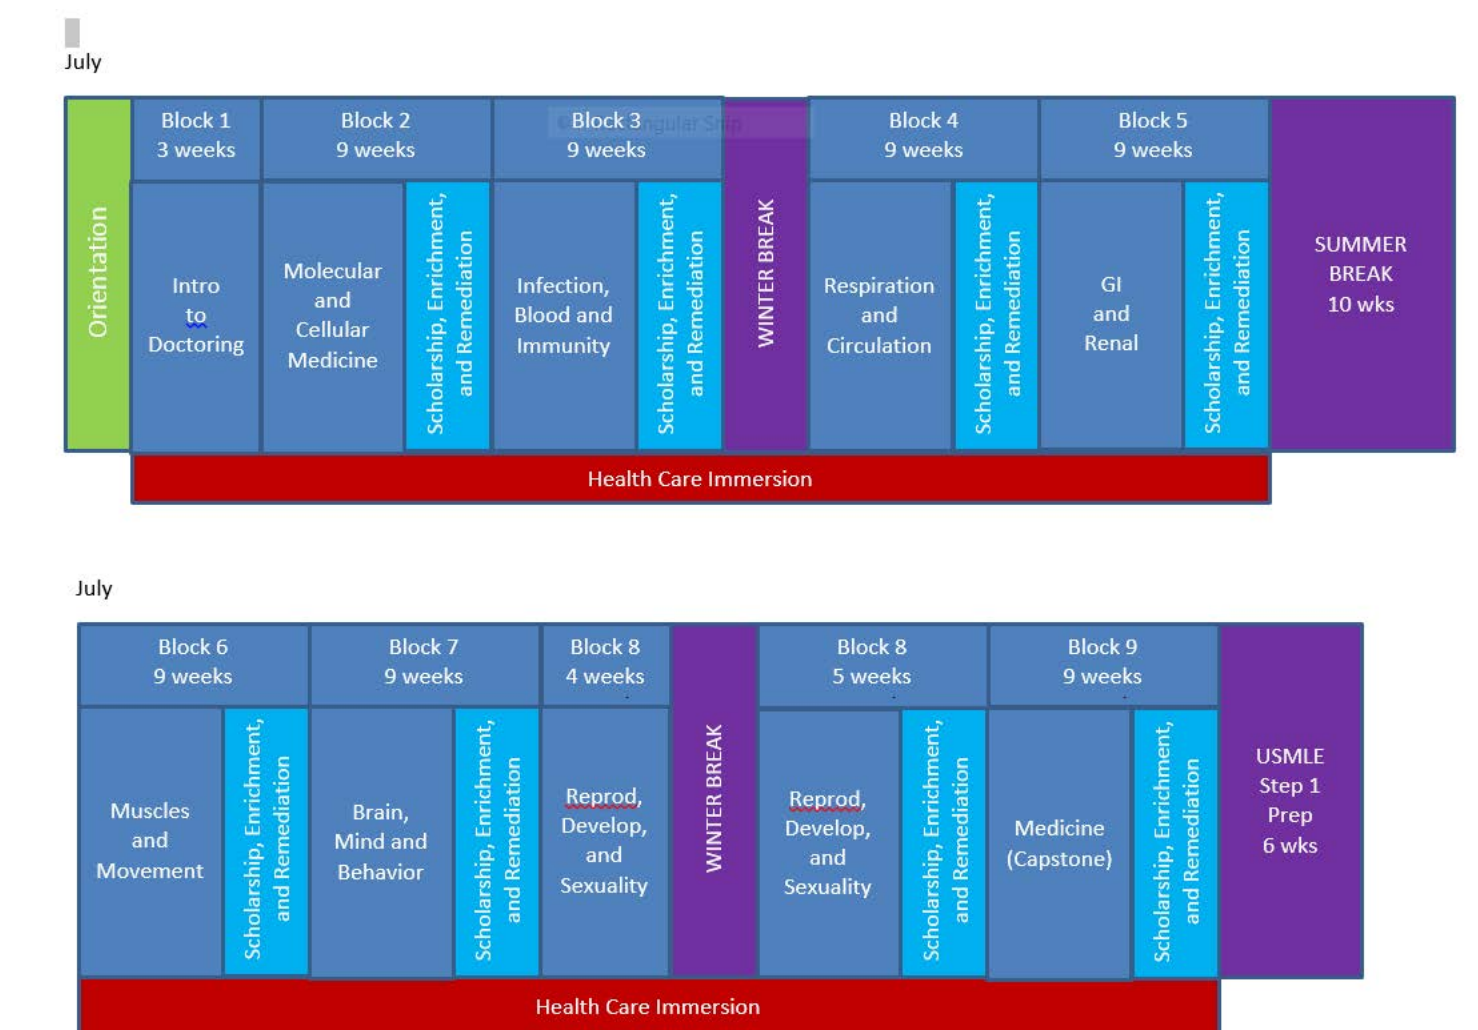 July
Orientation
Block 1
3 weeks
Intro
to
Doctoring
Block 2
9 weeks
Molecular
and
Cellular
Medicine
Scholarship, Enrichment,
and Remediation
Block 3
9 weeks
Infection,
Blood and
Immunity
Scholarship, Enrichment,
and Remediation
WINTER BREAK
Block 4
9 weeks
Respiration
and
Circulation
Scholarship, Enrichment,
and Remediation
Block 5
9 weeks
GI
and
Renal
Scholarship, Enrichment,
and Remediation
SUMMER
BREAK
10 wks
Health Care Immersion
July
Block 6
9 weeks
Muscles
and
Movement
Scholarship, Enrichment,
and Remediation
Block 7
9 weeks
Brain,
Mind and
Behavior
Scholarship, Enrichment,
and Remediation
Block 8
4 weeks
Reprod,
Develop,
and
Sexuality
WINTER BREAK
Block 8
5 weeks
Reprod,
Develop,
and
Sexuality
Scholarship, Enrichment,
and Remediation
Block 9
9 weeks
Medicine
(Capstone)
Scholarship, Enrichment,
and Remediation
USMLE
Step 1
Prep
6 wks
Health Care Immersion